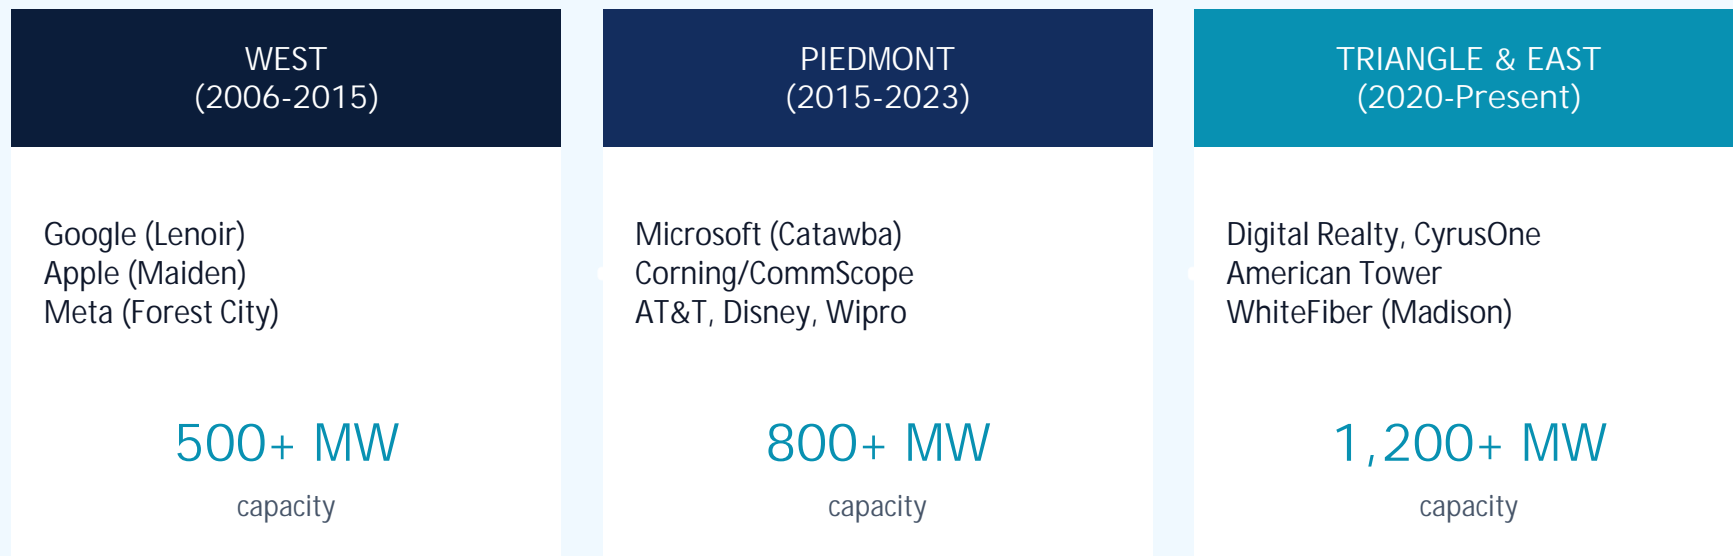 WEST
(2006-2015)
Google (Lenoir)
Apple (Maiden)
Meta (Forest City)
500+ MW
capacity
PIEDMONT
(2015-2023)
Microsoft (Catawba)
Corning/CommScope
AT&T, Disney, Wipro
800+ MW
capacity
TRIANGLE & EAST
(2020-Present)
Digital Realty, CyrusOne
American Tower
WhiteFiber (Madison)
1,200+ MW
capacity